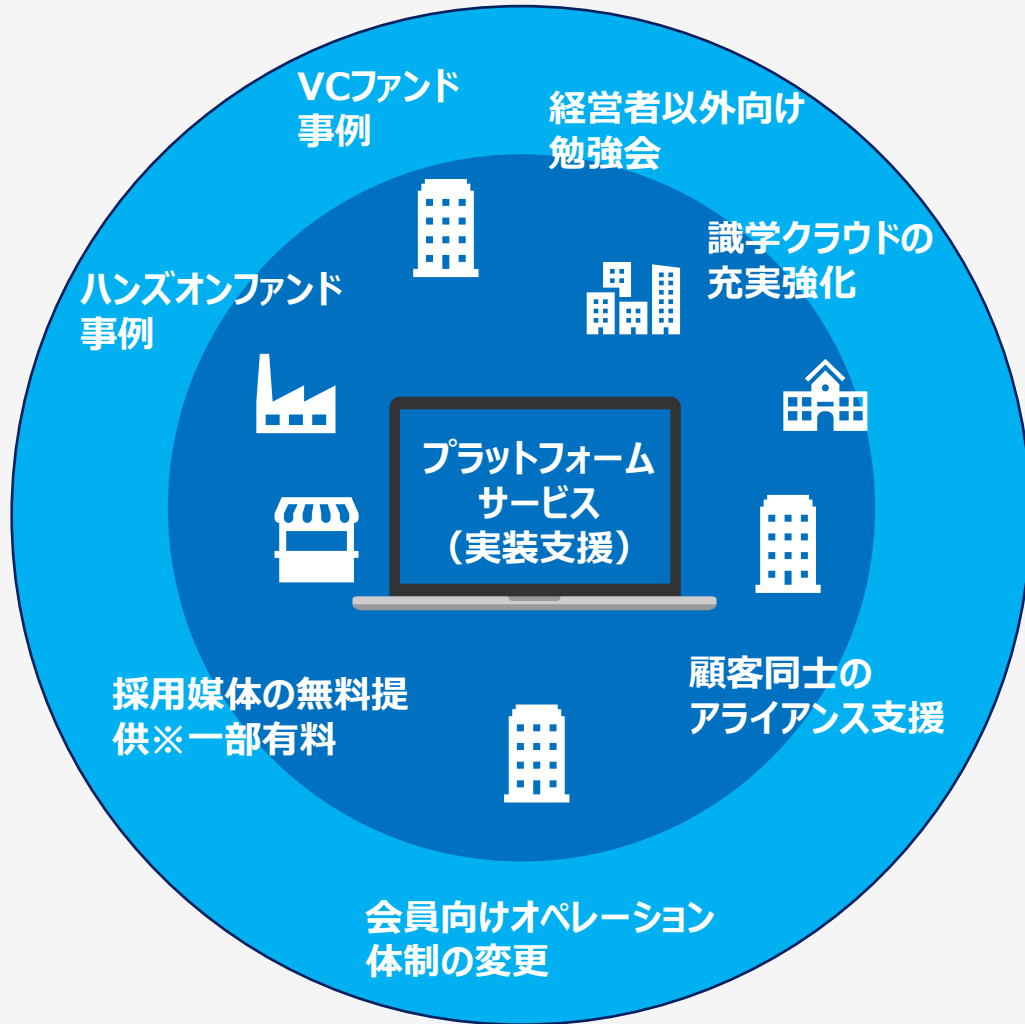 VCファンド
事例
経営者以外向け
勉強会
識学クラウドの
充実強化
ハンズオンファンド
事例
プラットフォーム
サービス
（実装支援）
顧客同士の
アライアンス支援
採用媒体の無料提
供※一部有料
会員向けオペレーション
体制の変更